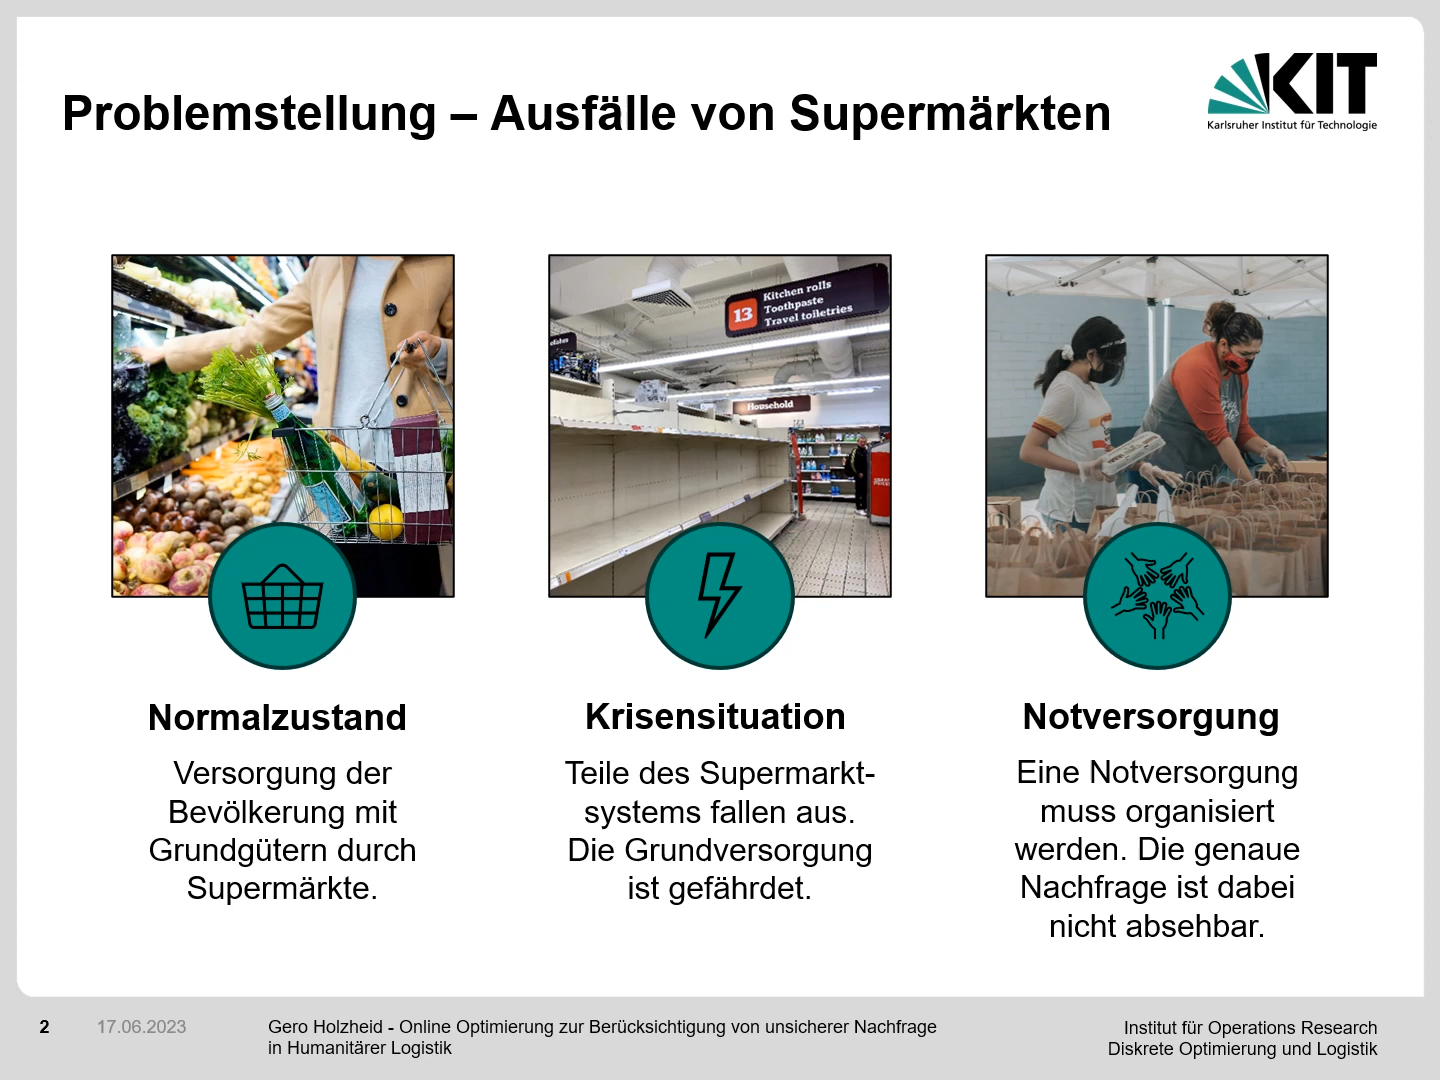 Problemstellung – Ausfälle von Supermärkten
KIT
Karlsruher Institut für Technologie
13
Kitchen rolls
Toothpaste
Travel toiletries
Household
Normalzustand
Versorgung der
Bevölkerung mit
Grundgütern durch
Supermärkte.
Krisensituation
Teile des Supermarkt-
systems fallen aus.
Die Grundversorgung
ist gefährdet.
Notversorgung
Eine Notversorgung
muss organisiert
werden. Die genaue
Nachfrage ist dabei
nicht absehbar.
2
17.06.2023
Gero Holzheid - Online Optimierung zur Berücksichtigung von unsicherer Nachfrage
in Humanitärer Logistik
Institut für Operations Research
Diskrete Optimierung und Logistik